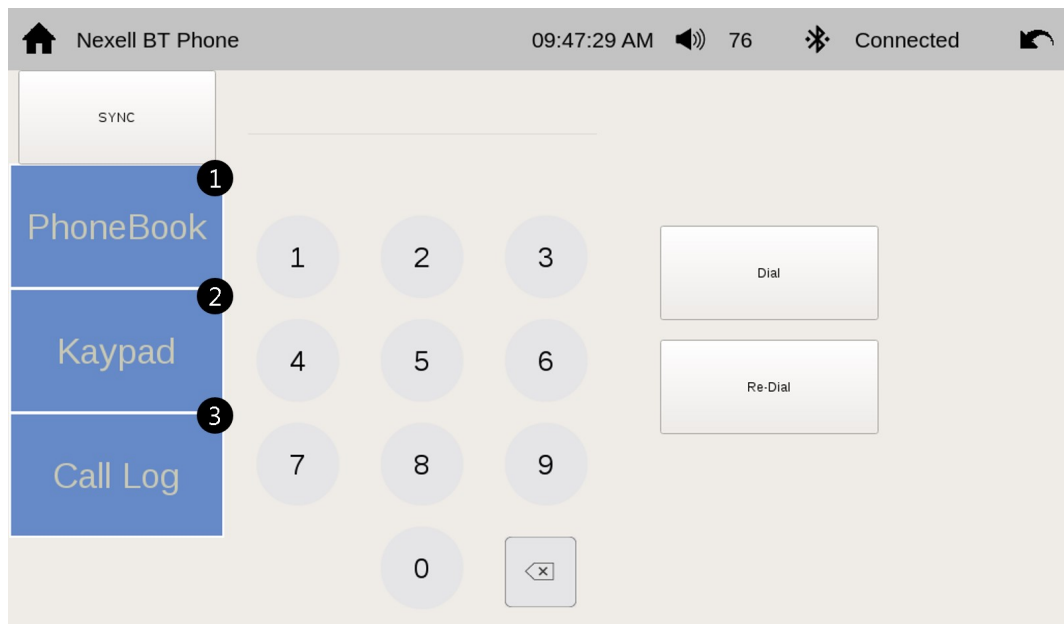 Nexell BT Phone 09:47:29 AM 76 Connected
SYNC
1
PhoneBook
2
Kaypad
3
Call Log
1 2 3
4 5 6
7 8 9
0
Dial
Re-Dial